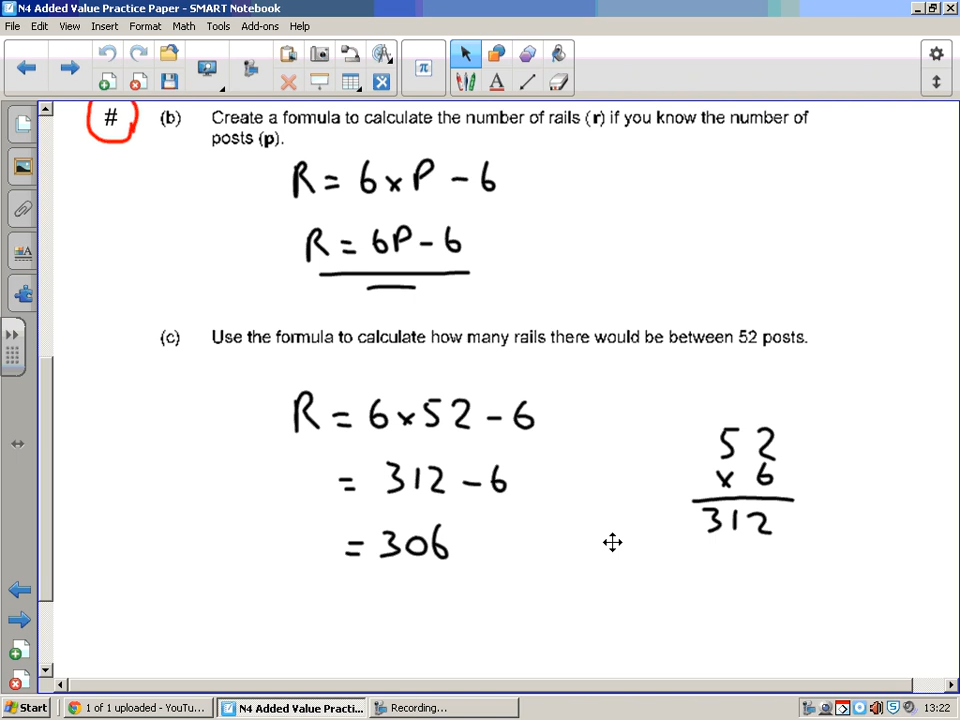 N4 Added Value Practice Paper - SMART Notebook
File Edit View Insert Format Math Tools Add-ons Help
π
A
# (b) Create a formula to calculate the number of rails (r) if you know the number of
posts (p).
R = 6 x P - 6
R = 6P - 6
(c) Use the formula to calculate how many rails there would be between 52 posts.
R = 6 x 52 - 6
= 312 - 6
= 306
52
x 6
312
Start 1 of 1 uploaded - YouTu... N4 Added Value Practi... Recording... 13:22